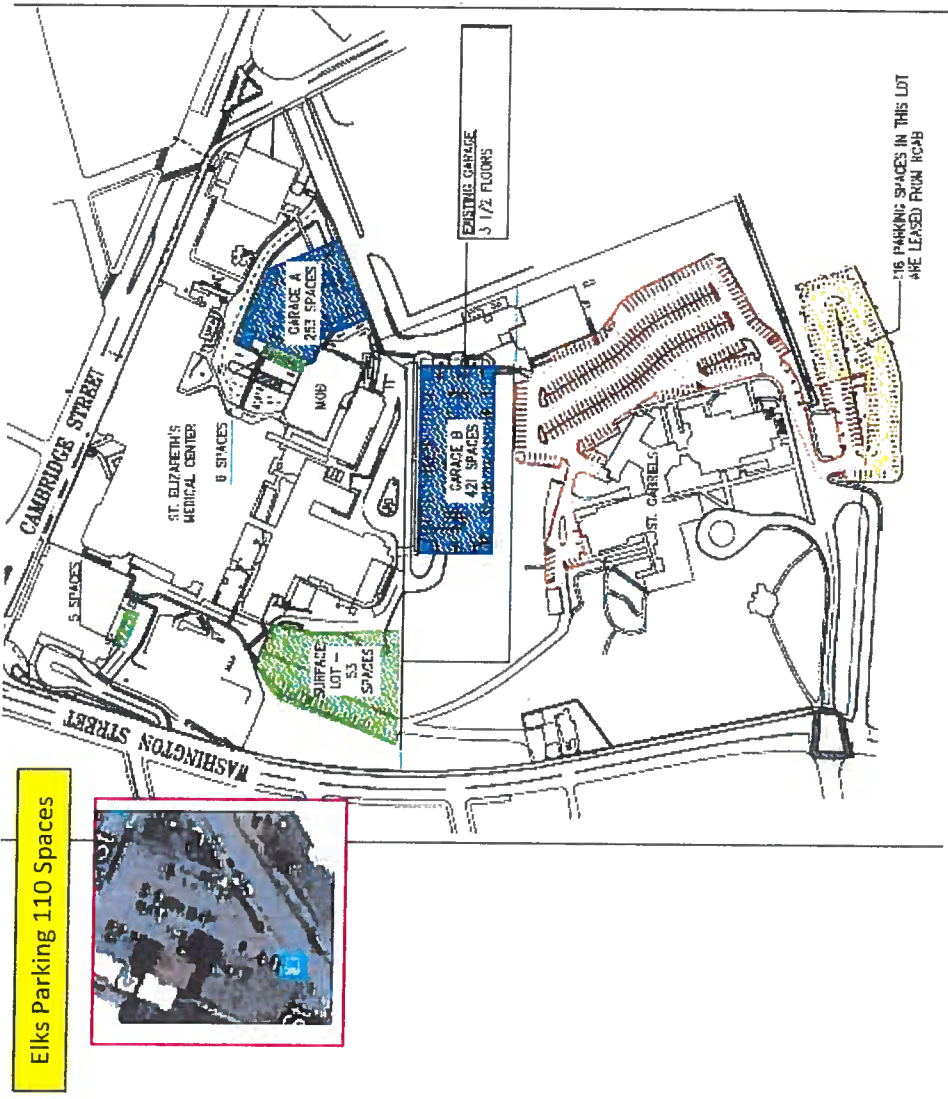 CAMBRIDGE STREET
WASHINGTON STREET
5 SPACES
ST. ELIZABETH'S
MEDICAL CENTER
6 SPACES
GARAGE A
253 SPACES
MOB
EXISTING GARAGE
3 1/2 FLOORS
GARAGE B
421 SPACES
SURFACE
LOT -
53
SPACES
ST. GABRIELS
116 PARKING SPACES IN THIS LOT
ARE LEASED FROM RCAB
Elks Parking 110 Spaces
St
St